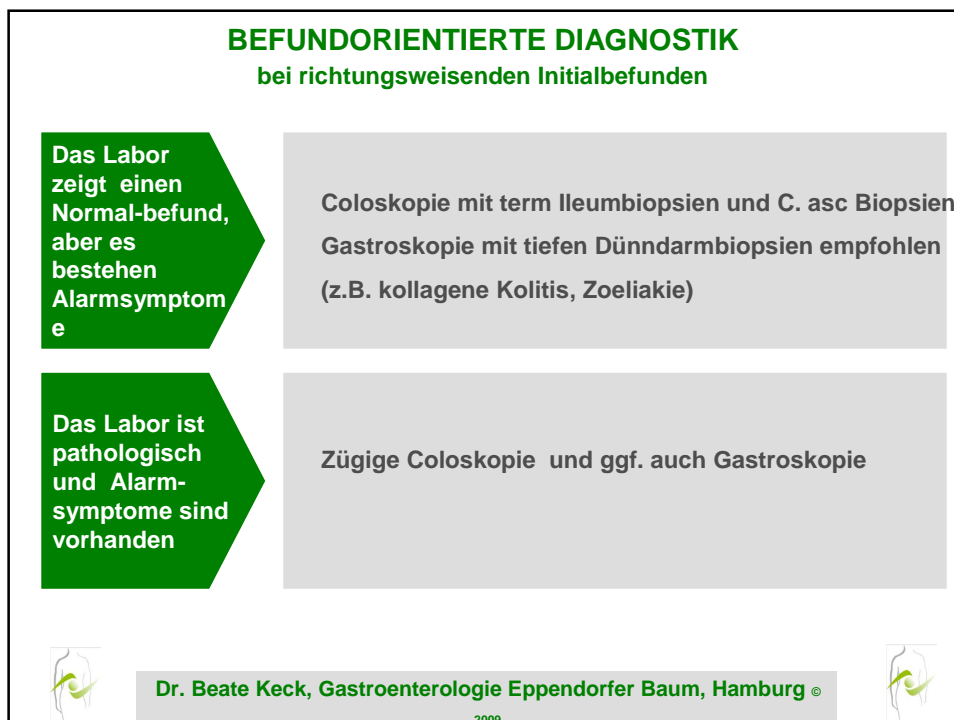 BEFUNDORIENTIERTE DIAGNOSTIK
bei richtungsweisenden Initialbefunden
Das Labor
zeigt einen
Normal-befund,
aber es
bestehen
Alarmsymptom
e
Coloskopie mit term Ileumbiopsien und C. asc Biopsien
Gastroskopie mit tiefen Dünndarmbiopsien empfohlen
(z.B. kollagene Kolitis, Zoeliakie)
Das Labor ist
pathologisch
und Alarm-
symptome sind
vorhanden
Zügige Coloskopie und ggf. auch Gastroskopie
Dr. Beate Keck, Gastroenterologie Eppendorfer Baum, Hamburg ©
2009